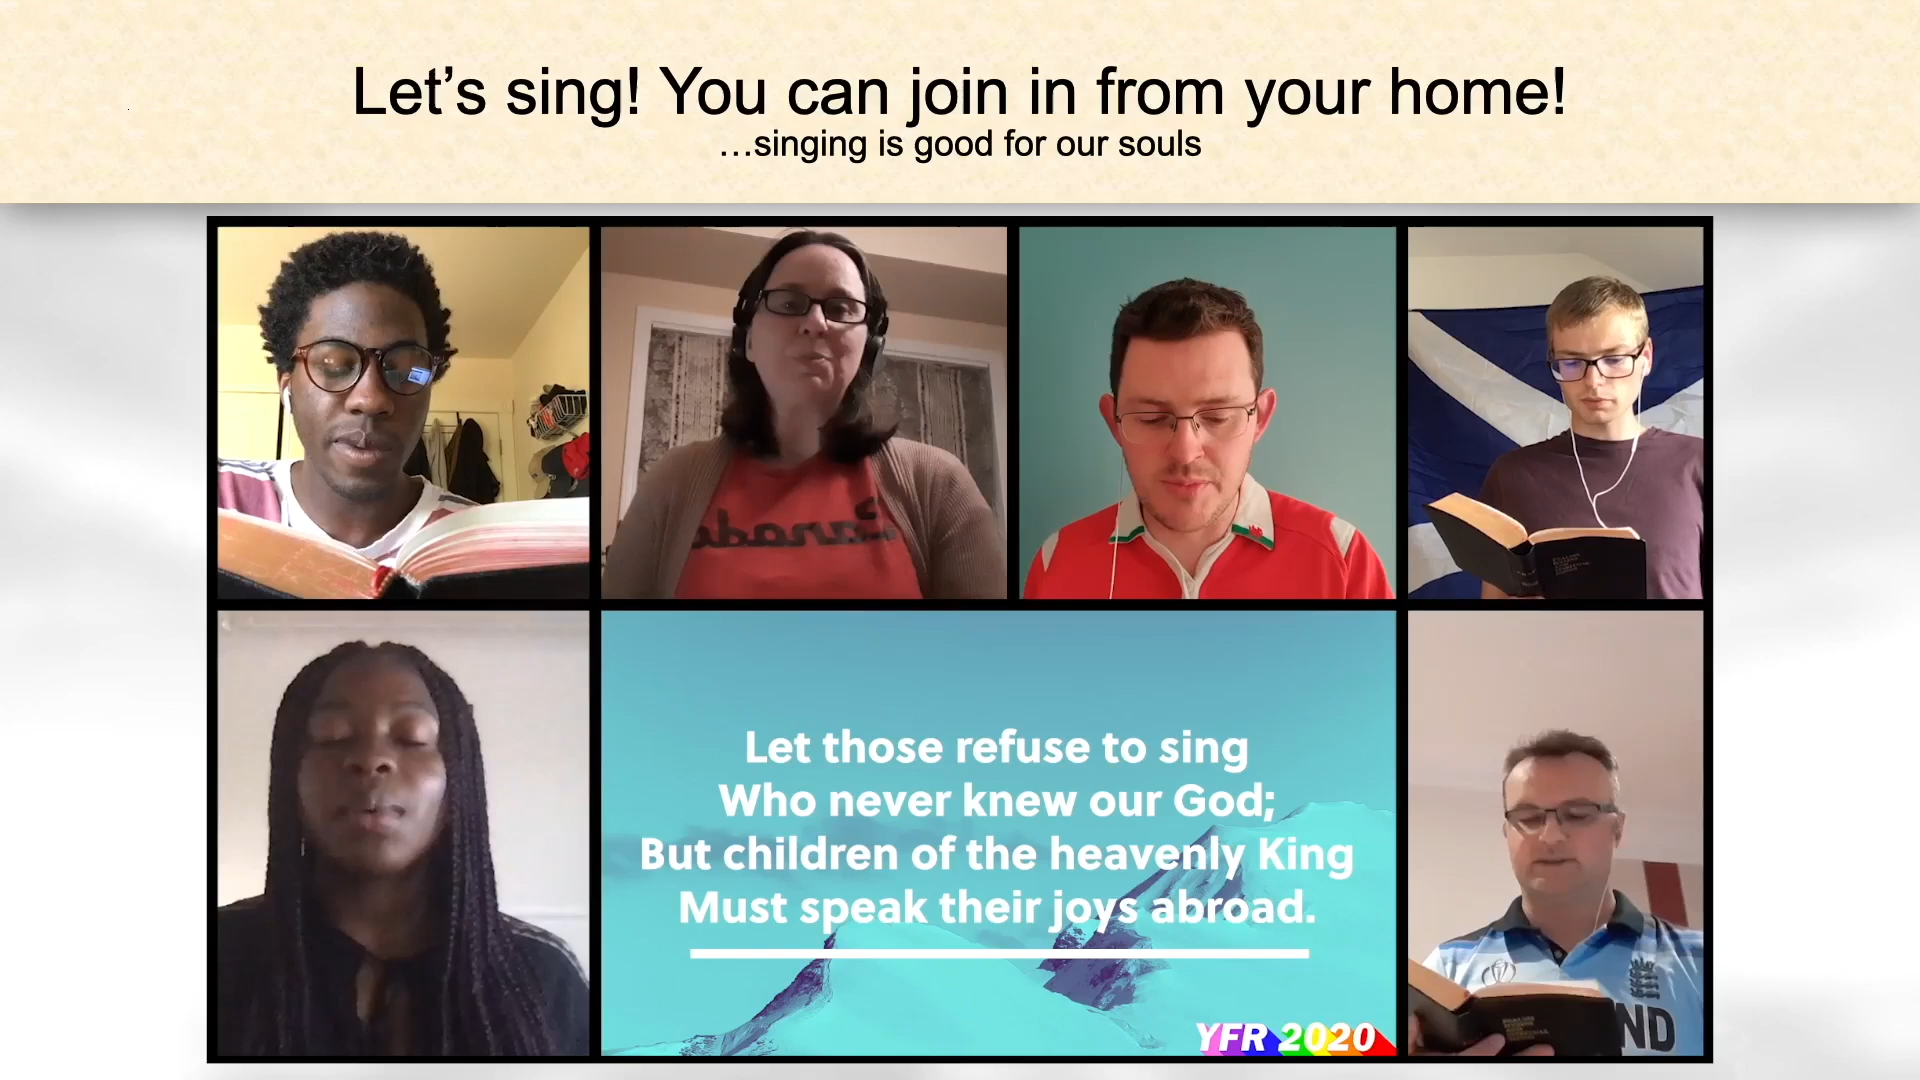 Let’s sing! You can join in from your home!
…singing is good for our souls
Canada
Let those refuse to sing
Who never knew our God;
But children of the heavenly King
Must speak their joys abroad.
YFR 2020
ND